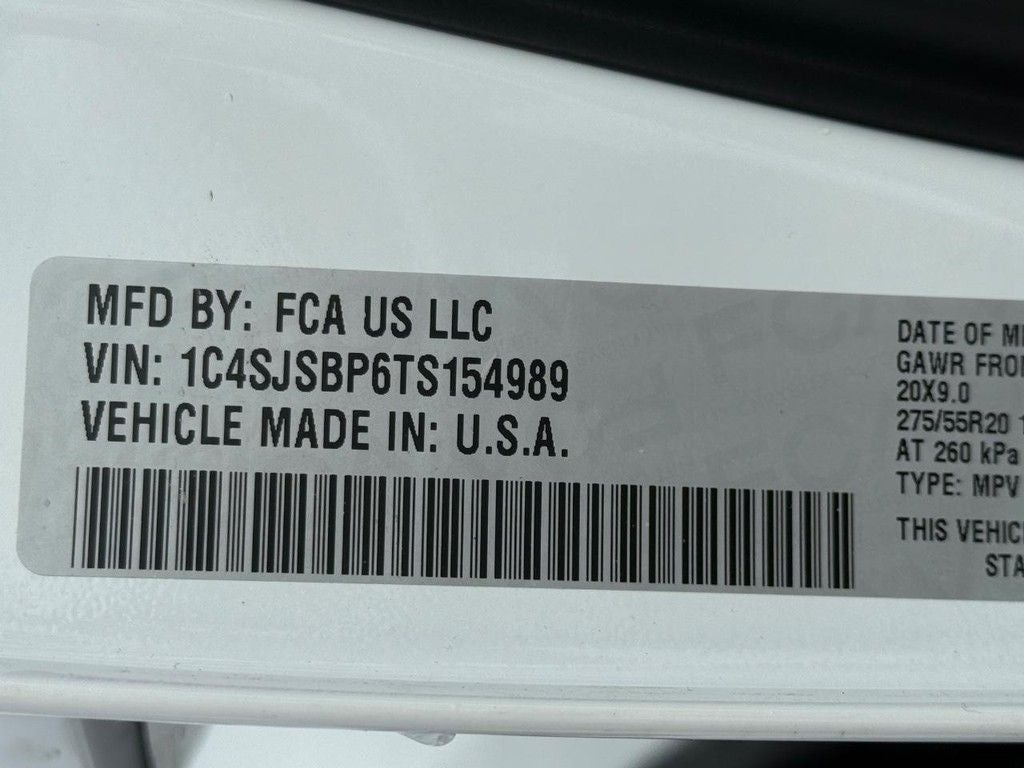 MFD BY: FCA US LLC
VIN: 1C4SJSBP6TS154989
VEHICLE MADE IN: U.S.A.
DATE OF M
GAWR FRO
20X9.0
275/55R20 1
AT 260 kPa
TYPE: MPV
THIS VEHIC
STA